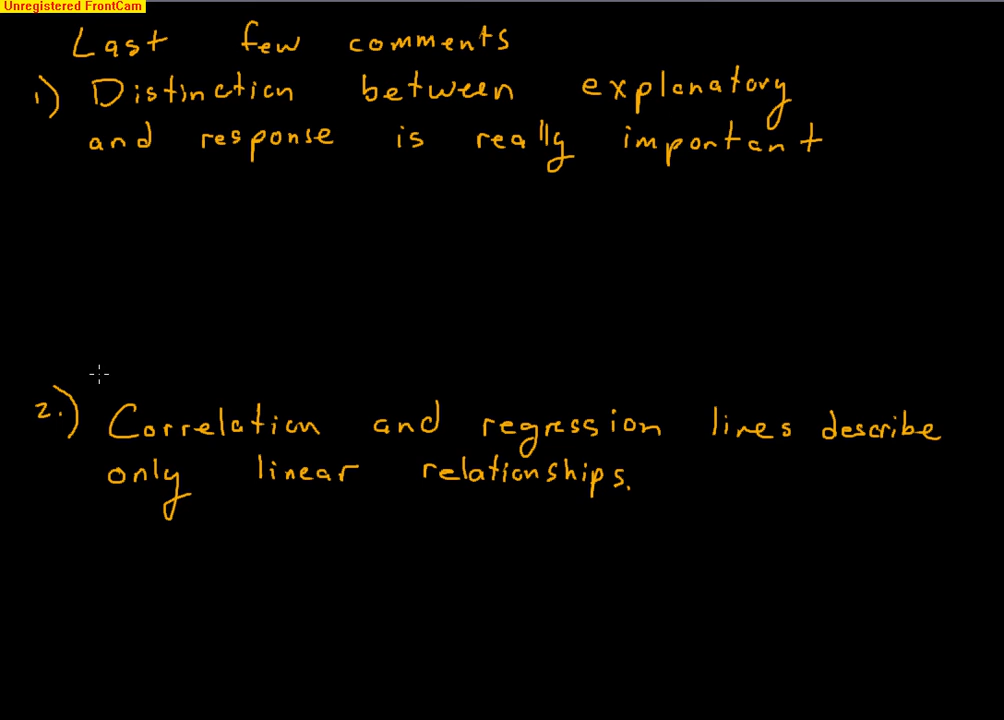 Unregistered FrontCam
Last few comments
1) Distinction between explanatory
and response is really important
2.) Correlation and regression lines describe
only linear relationships.